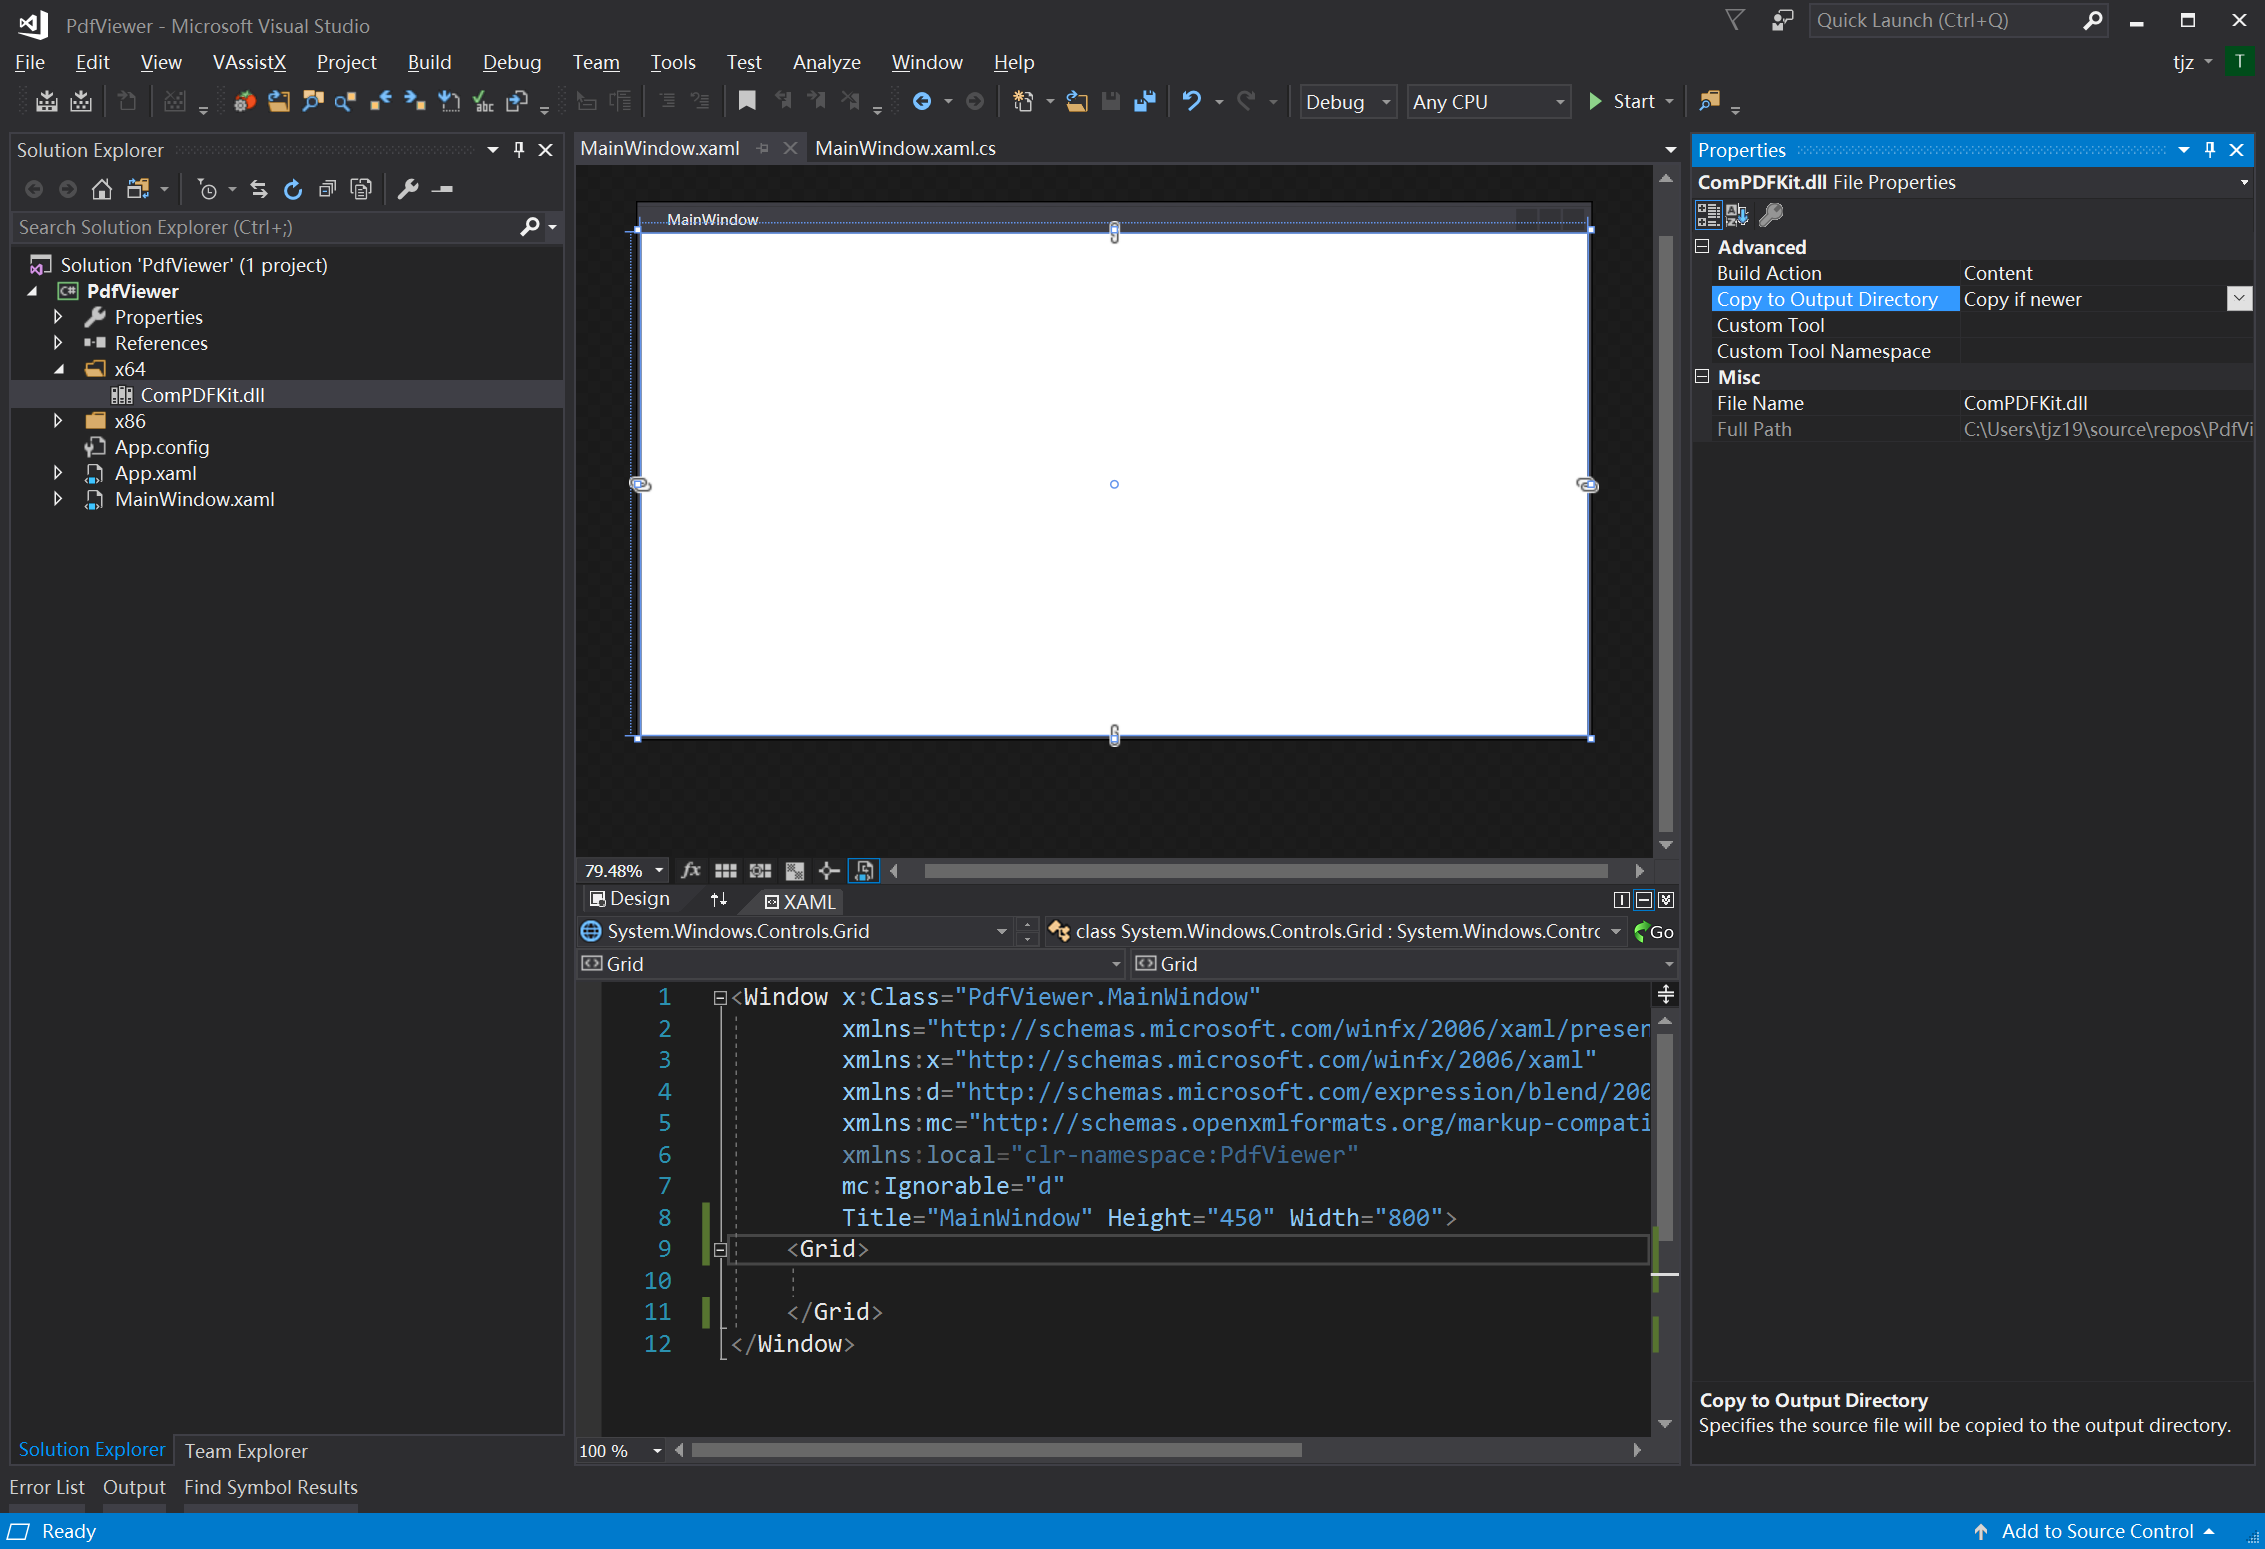 PdfViewer - Microsoft Visual Studio
Quick Launch (Ctrl+Q)
File Edit View VAssistX Project Build Debug Team Tools Test Analyze Window Help
tjz
T
Debug
Any CPU
Start
Solution Explorer
Search Solution Explorer (Ctrl+;)
Solution 'PdfViewer' (1 project)
C# PdfViewer
Properties
References
x64
ComPDFKit.dll
x86
App.config
App.xaml
MainWindow.xaml
Solution Explorer
Team Explorer
MainWindow.xaml
MainWindow.xaml.cs
MainWindow
79.48%
fx
Design
XAML
System.Windows.Controls.Grid
class System.Windows.Controls.Grid : System.Windows.Contrc
Go
Grid
Grid
1 <Window x:Class="PdfViewer.MainWindow"
2 xmlns="http://schemas.microsoft.com/winfx/2006/xaml/presen
3 xmlns:x="http://schemas.microsoft.com/winfx/2006/xaml"
4 xmlns:d="http://schemas.microsoft.com/expression/blend/200
5 xmlns:mc="http://schemas.openxmlformats.org/markup-compati
6 xmlns:local="clr-namespace:PdfViewer"
7 mc:Ignorable="d"
8 Title="MainWindow" Height="450" Width="800">
9 <Grid>
10
11 </Grid>
12 </Window>
100 %
Properties
ComPDFKit.dll File Properties
Advanced
Build Action Content
Copy to Output Directory Copy if newer
Custom Tool
Custom Tool Namespace
Misc
File Name ComPDFKit.dll
Full Path C:\Users\tjz19\source\repos\PdfVi
Copy to Output Directory
Specifies the source file will be copied to the output directory.
Error List Output Find Symbol Results
Ready
Add to Source Control